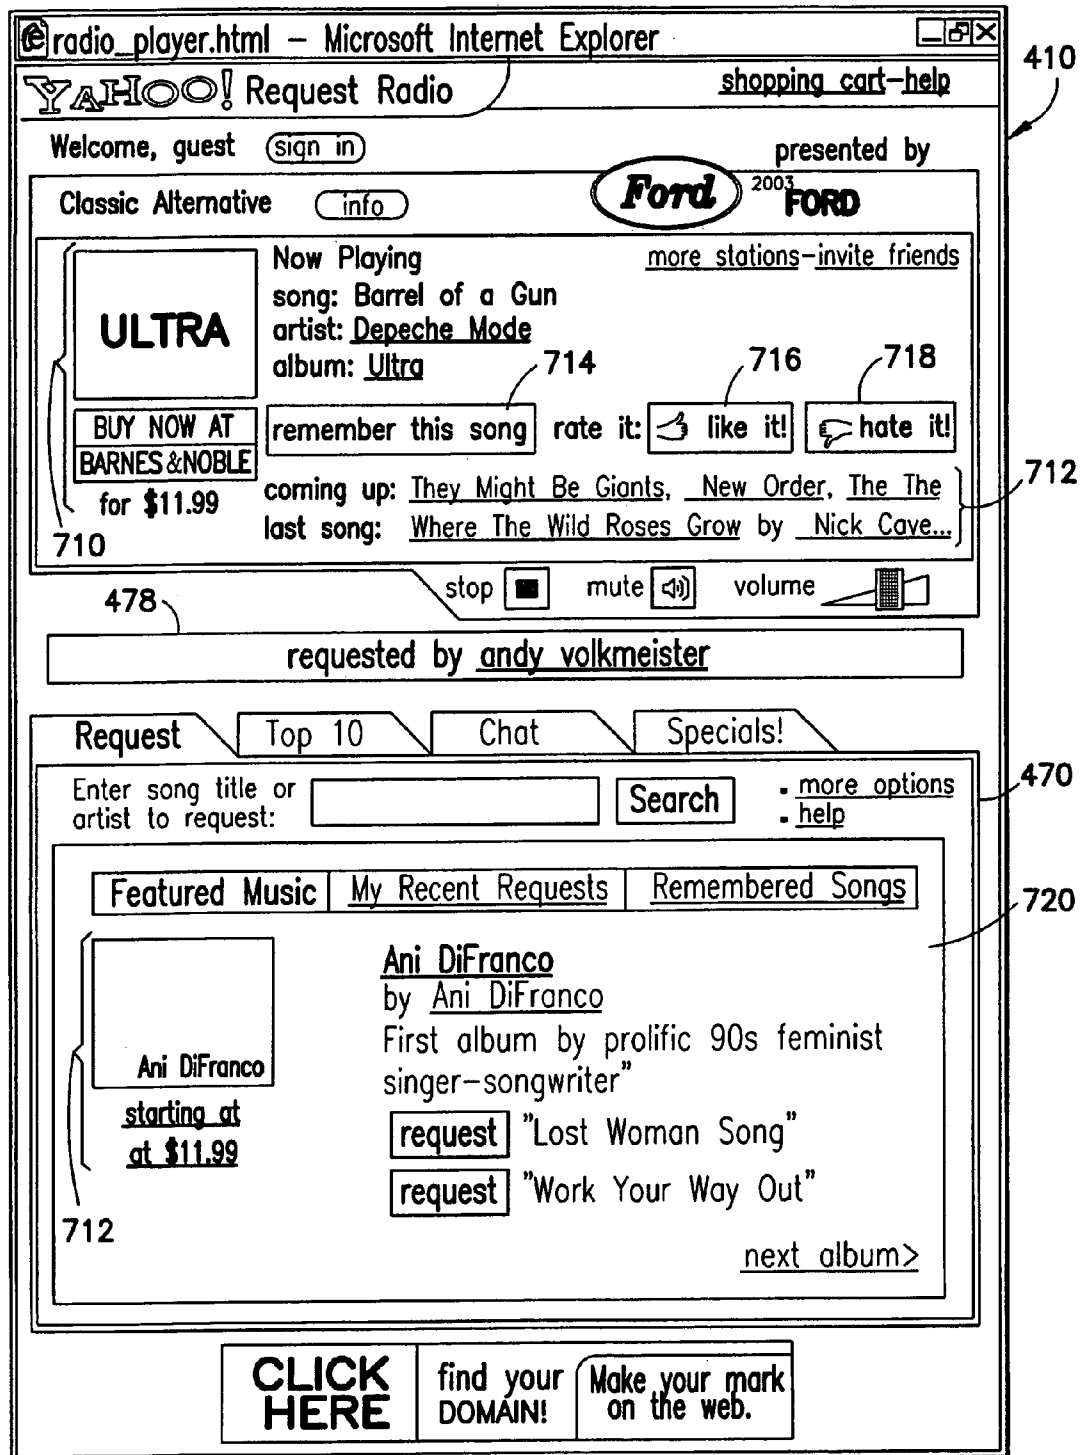 radio_player.html – Microsoft Internet Explorer
410
YAHOO! Request Radio
shopping cart-help
Welcome, guest sign in
presented by
Classic Alternative info
Ford 2003 FORD
ULTRA
Now Playing
more stations-invite friends
song: Barrel of a Gun
artist: Depeche Mode
album: Ultra
714
716
718
BUY NOW AT
BARNES&NOBLE
for $11.99
710
remember this song rate it: like it! hate it!
coming up: They Might Be Giants, New Order, The The
last song: Where The Wild Roses Grow by Nick Cave...
712
stop mute volume
478
requested by andy volkmeister
Request Top 10 Chat Specials!
Enter song title or
artist to request:
Search
more options
help
470
Featured Music My Recent Requests Remembered Songs
720
Ani DiFranco
starting at
at $11.99
712
Ani DiFranco
by Ani DiFranco
First album by prolific 90s feminist
singer-songwriter"
request "Lost Woman Song"
request "Work Your Way Out"
next album>
CLICK
HERE
find your
DOMAIN!
Make your mark
on the web.